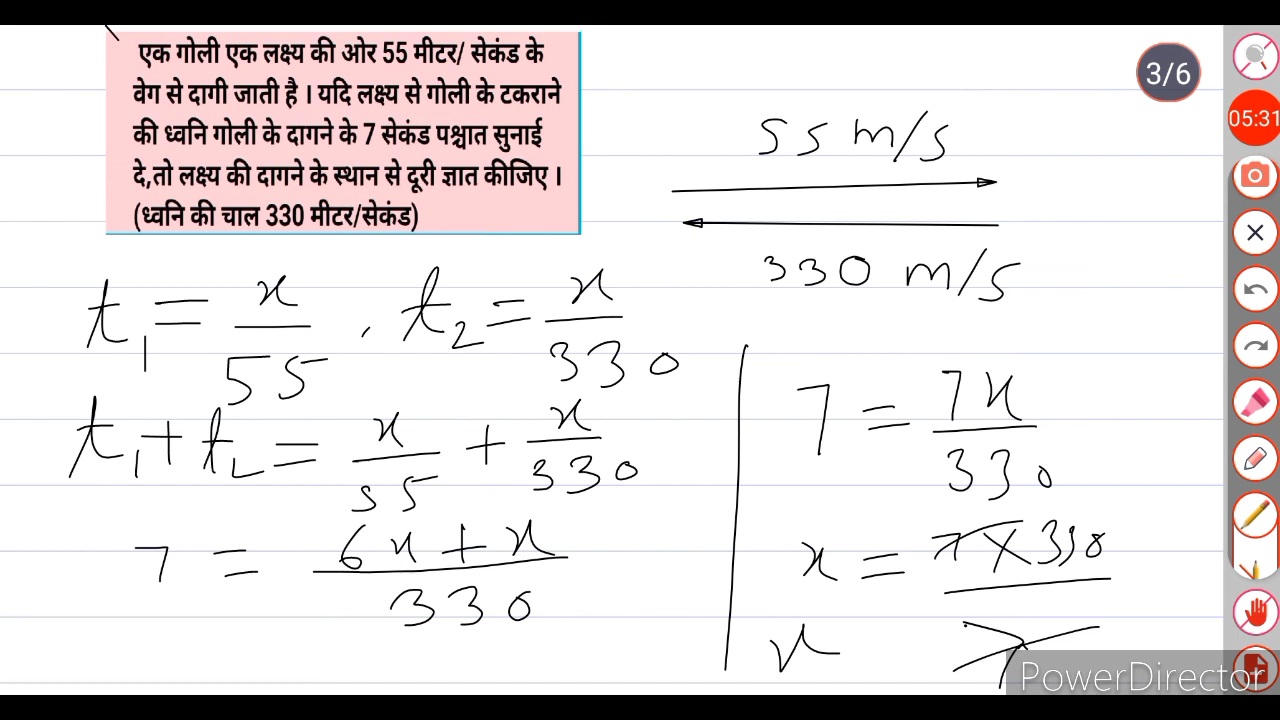 एक गोली एक लक्ष्य की ओर 55 मीटर/ सेकंड के
वेग से दागी जाती है । यदि लक्ष्य से गोली के टकराने
की ध्वनि गोली के दागने के 7 सेकंड पश्चात सुनाई
दे,तो लक्ष्य की दागने के स्थान से दूरी ज्ञात कीजिए ।
(ध्वनि की चाल 330 मीटर/सेकंड)
3/6
05:31
55 m/s
330 m/s
t₁ = x/55 , t₂ = x/330
t₁ + t₂ = x/55 + x/330
7 = 6x + x/330
7 = 7x/330
x = 7 × 330/7
x
PowerDirector